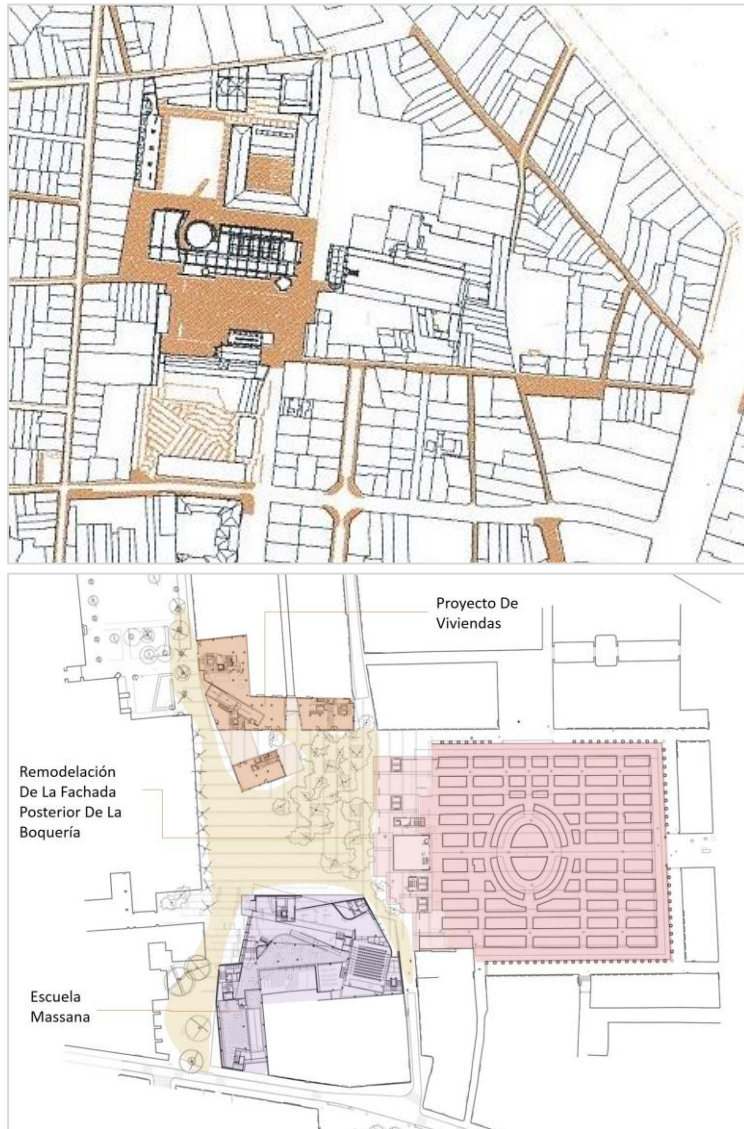 Proyecto De
Viviendas
Remodelación
De La Fachada
Posterior De La
Boquería
Escuela
Massana